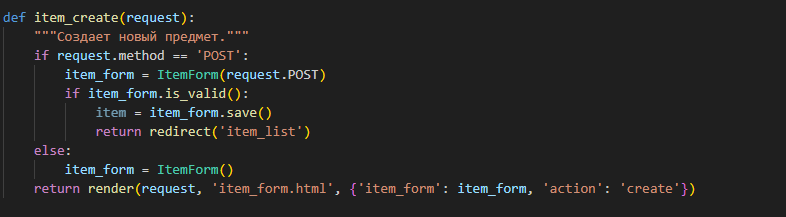 def item_create(request):
    """Создает новый предмет."""
    if request.method == 'POST':
        item_form = ItemForm(request.POST)
        if item_form.is_valid():
            item = item_form.save()
            return redirect('item_list')
    else:
        item_form = ItemForm()
    return render(request, 'item_form.html', {'item_form': item_form, 'action': 'create'})